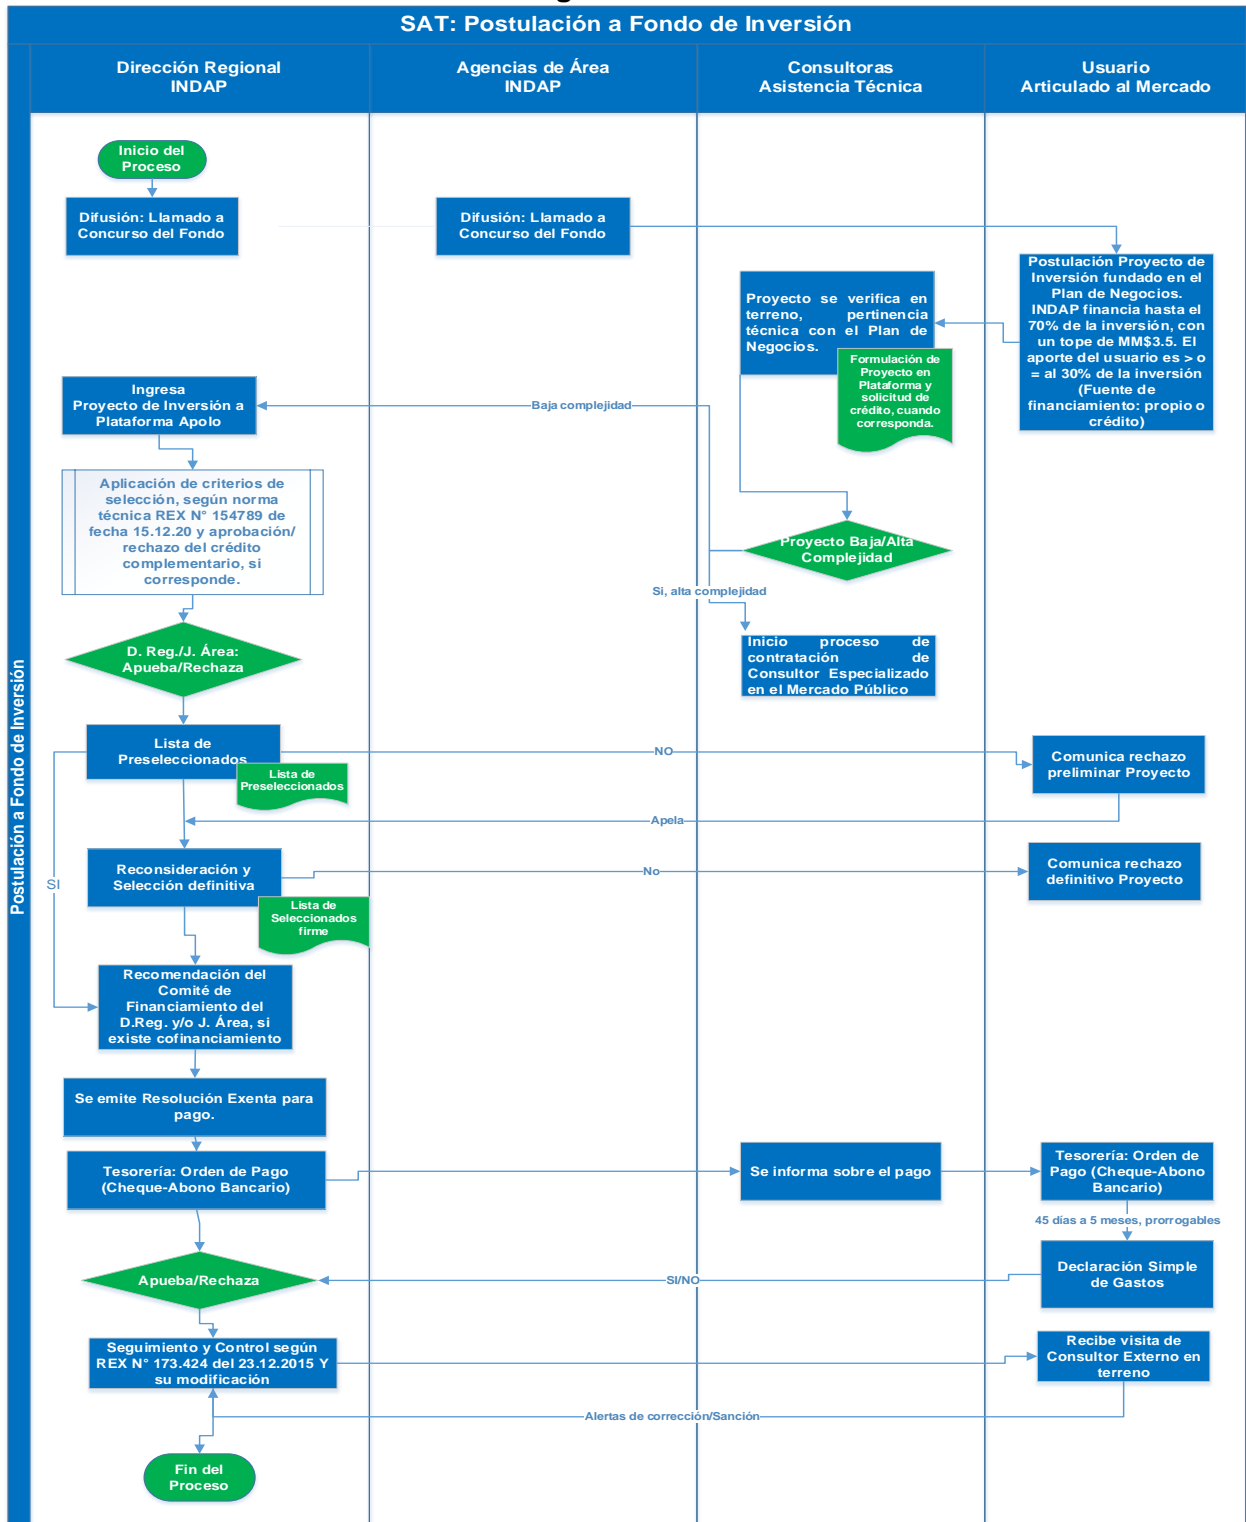 SAT: Postulación a Fondo de Inversión
Postulación a Fondo de Inversión
Dirección Regional
INDAP
Agencias de Área
INDAP
Consultoras
Asistencia Técnica
Usuario
Articulado al Mercado
Inicio del
Proceso
Difusión: Llamado a
Concurso del Fondo
Difusión: Llamado a
Concurso del Fondo
Postulación Proyecto de
Inversión fundado en el
Plan de Negocios.
INDAP financia hasta el
70% de la inversión, con
un tope de MM$3.5. El
aporte del usuario es > o
= al 30% de la inversión
(Fuente de
financiamiento: propio o
crédito)
Proyecto se verifica en
terreno, pertinencia
técnica con el Plan de
Negocios.
Formulación de
Proyecto en
Plataforma y
solicitud de
crédito, cuando
corresponda.
Ingresa
Proyecto de Inversión a
Plataforma Apolo
Baja complejidad
Aplicación de criterios de
selección, según norma
técnica REX N° 154789 de
fecha 15.12.20 y aprobación/
rechazo del crédito
complementario, si
corresponde.
Proyecto Baja/Alta
Complejidad
Si, alta complejidad
Inicio proceso de
contratación de
Consultor Especializado
en el Mercado Público
D. Reg./J. Área:
Apueba/Rechaza
Lista de
Preseleccionados
Lista de
Preseleccionados
NO
Comunica rechazo
preliminar Proyecto
Apela
SI
Reconsideración y
Selección definitiva
Lista de
Seleccionados
firme
No
Comunica rechazo
definitivo Proyecto
Recomendación del
Comité de
Financiamiento del
D.Reg. y/o J. Área, si
existe cofinanciamiento
Se emite Resolución Exenta para
pago.
Tesorería: Orden de Pago
(Cheque-Abono Bancario)
Se informa sobre el pago
Tesorería: Orden de
Pago (Cheque-Abono
Bancario)
45 días a 5 meses, prorrogables
Declaración Simple
de Gastos
SI/NO
Apueba/Rechaza
Seguimiento y Control según
REX N° 173.424 del 23.12.2015 Y
su modificación
Recibe visita de
Consultor Externo en
terreno
Alertas de corrección/Sanción
Fin del
Proceso